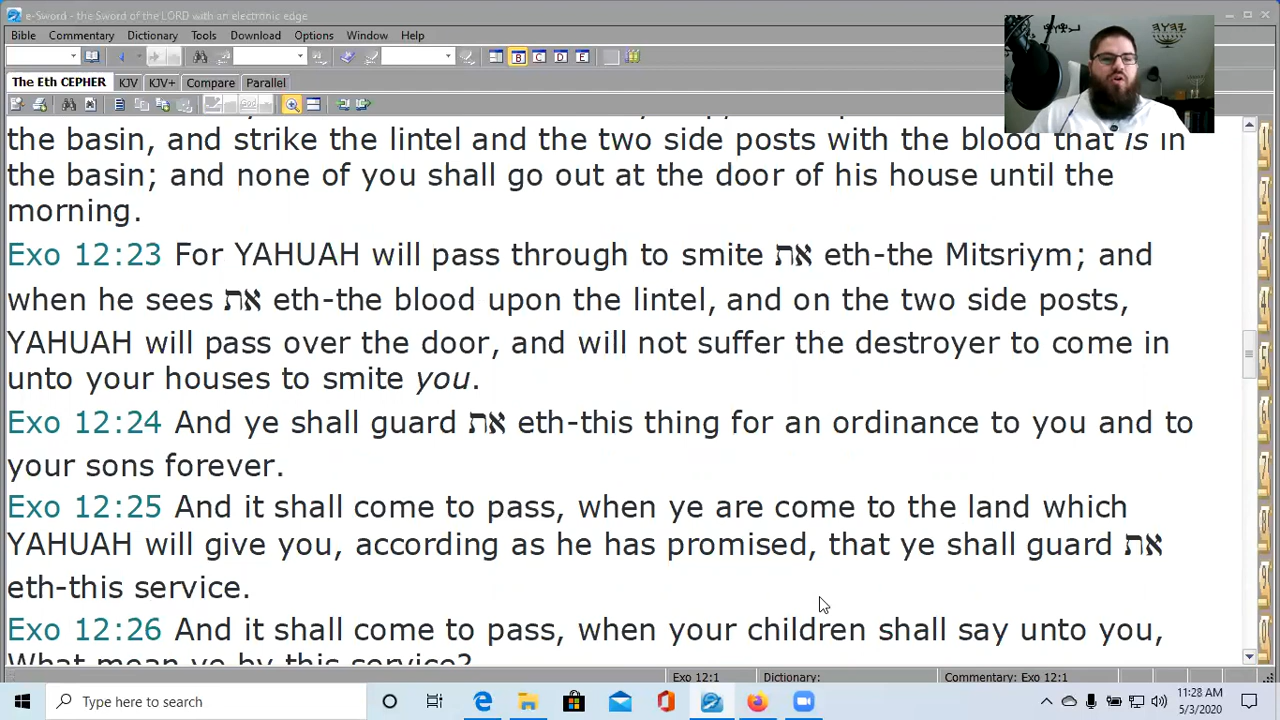 e-Sword - the Sword of the LORD with an electronic edge
Bible Commentary Dictionary Tools Download Options Window Help
B C D E
The Eth CEPHER KJV KJV+ Compare Parallel
the basin, and strike the lintel and the two side posts with the blood that is in
the basin; and none of you shall go out at the door of his house until the
morning.
Exo 12:23 For YAHUAH will pass through to smite את eth-the Mitsriym; and
when he sees את eth-the blood upon the lintel, and on the two side posts,
YAHUAH will pass over the door, and will not suffer the destroyer to come in
unto your houses to smite you.
Exo 12:24 And ye shall guard את eth-this thing for an ordinance to you and to
your sons forever.
Exo 12:25 And it shall come to pass, when ye are come to the land which
YAHUAH will give you, according as he has promised, that ye shall guard את
eth-this service.
Exo 12:26 And it shall come to pass, when your children shall say unto you,
What mean ye by this service?
Exo 12:1 Dictionary: Commentary: Exo 12:1
Type here to search
11:28 AM
5/3/2020